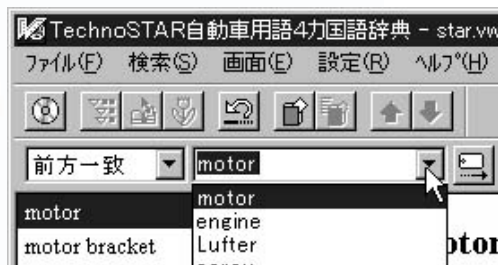 TechnoSTAR自動車用語4カ国語辞典 - star.vw
ﾌｧｲﾙ(F) 検索(S) 画面(E) 設定(R) ﾍﾙﾌﾟ(H)
前方一致 motor
motor
engine
Lufter
motor
motor bracket